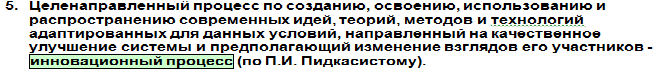 5. Целенаправленный процесс по созданию, освоению, использованию и
распространению современных идей, теорий, методов и технологий
адаптированных для данных условий, направленный на качественное
улучшение системы и предполагающий изменение взглядов его участников -
инновационный процесс (по П.И. Пидкасистому).